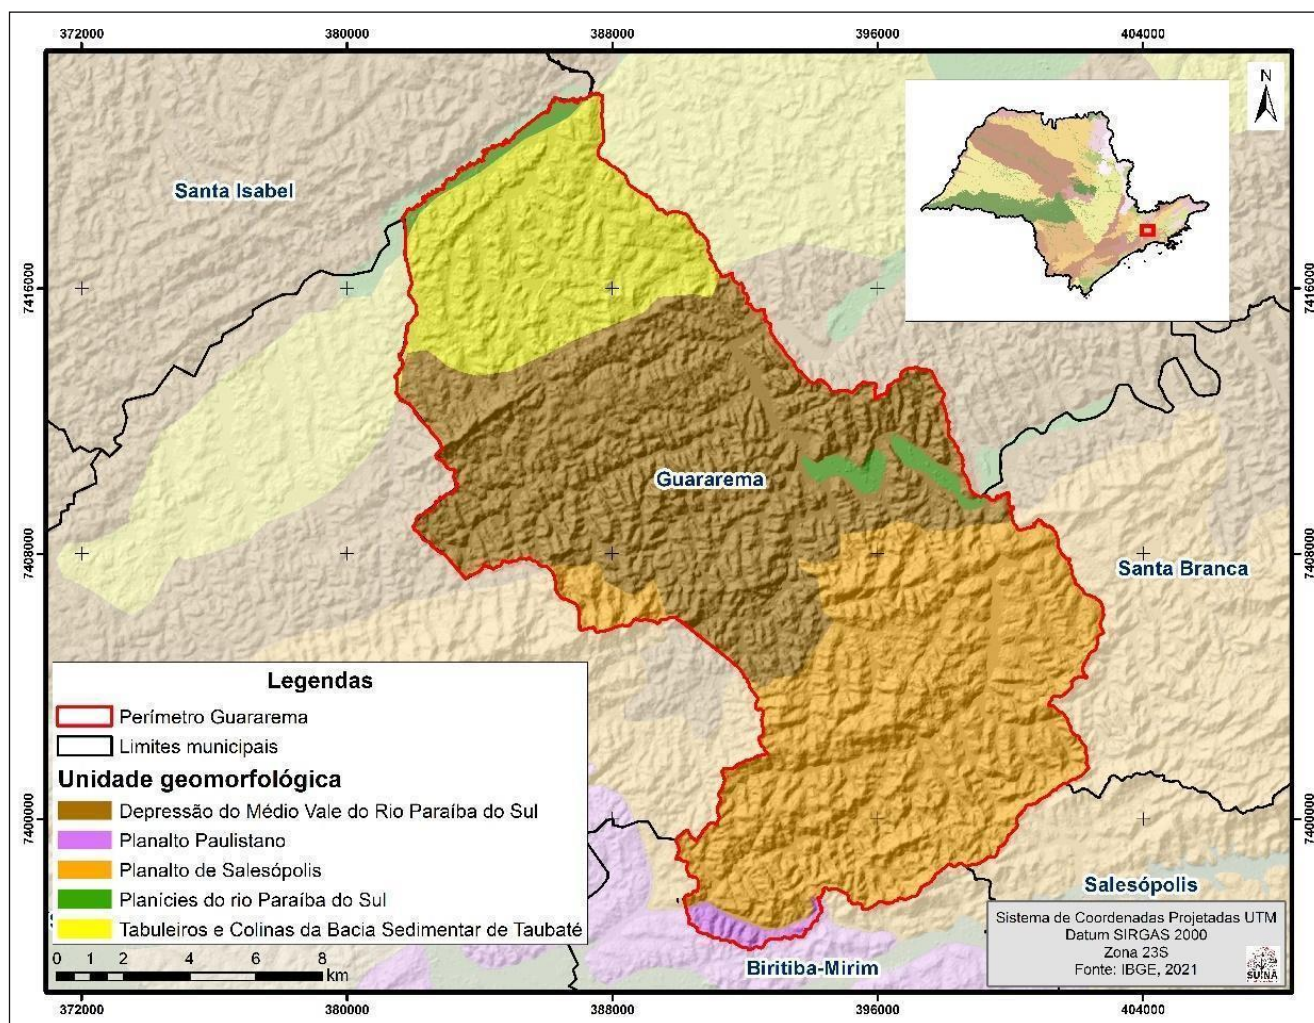 372000 380000 388000 396000 404000
N
Santa Isabel
7416000 7416000
Guararema
7408000 7408000
Santa Branca
Legendas
Perímetro Guararema
Limites municipais
Unidade geomorfológica
Depressão do Médio Vale do Rio Paraíba do Sul
Planalto Paulistano
Planalto de Salesópolis
Planícies do rio Paraíba do Sul
Tabuleiros e Colinas da Bacia Sedimentar de Taubaté
0 1 2 4 6 8
km
7400000 7400000
Salesópolis
Biritiba-Mirim
Sistema de Coordenadas Projetadas UTM
Datum SIRGAS 2000
Zona 23S
Fonte: IBGE, 2021
SUINÃ
372000 380000 388000 396000 404000